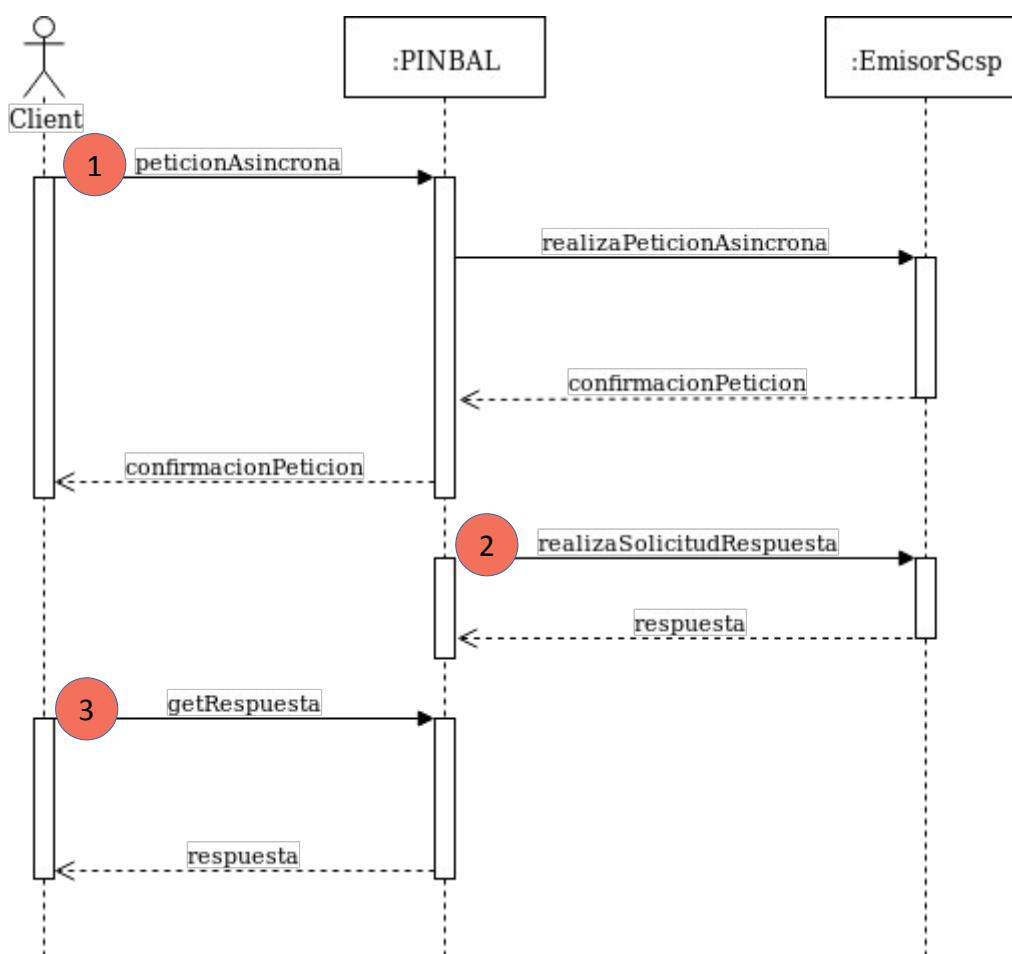 :PINBAL
:EmisorScsp
Client
1
peticionAsincrona
realizaPeticionAsincrona
confirmacionPeticion
confirmacionPeticion
2
realizaSolicitudRespuesta
respuesta
3
getRespuesta
respuesta